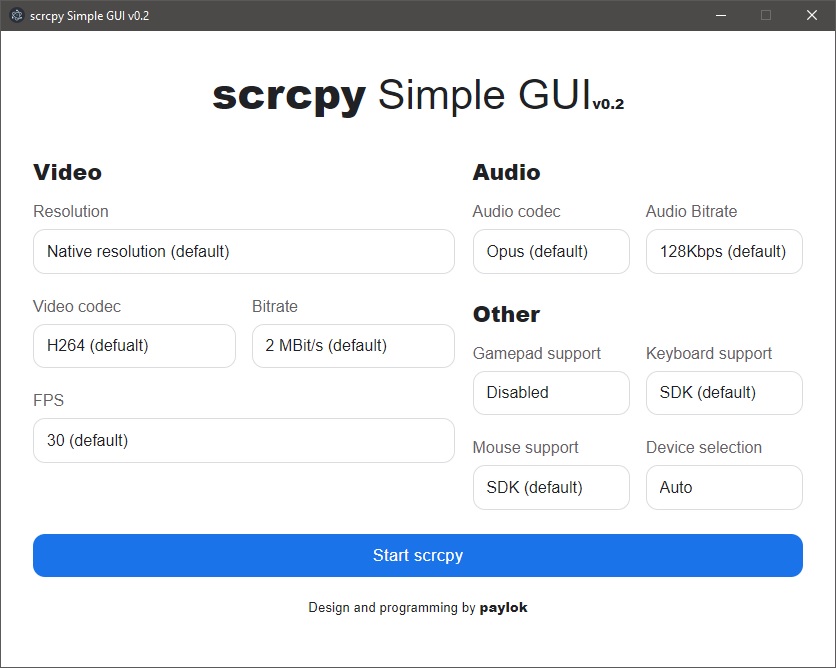 scrcpy Simple GUI v0.2
scrcpy Simple GUI v0.2
Video
Resolution
Native resolution (default)
Video codec
H264 (defualt)
Bitrate
2 MBit/s (default)
FPS
30 (default)
Audio
Audio codec
Opus (default)
Audio Bitrate
128Kbps (default)
Other
Gamepad support
Disabled
Keyboard support
SDK (default)
Mouse support
SDK (default)
Device selection
Auto
Start scrcpy
Design and programming by paylok